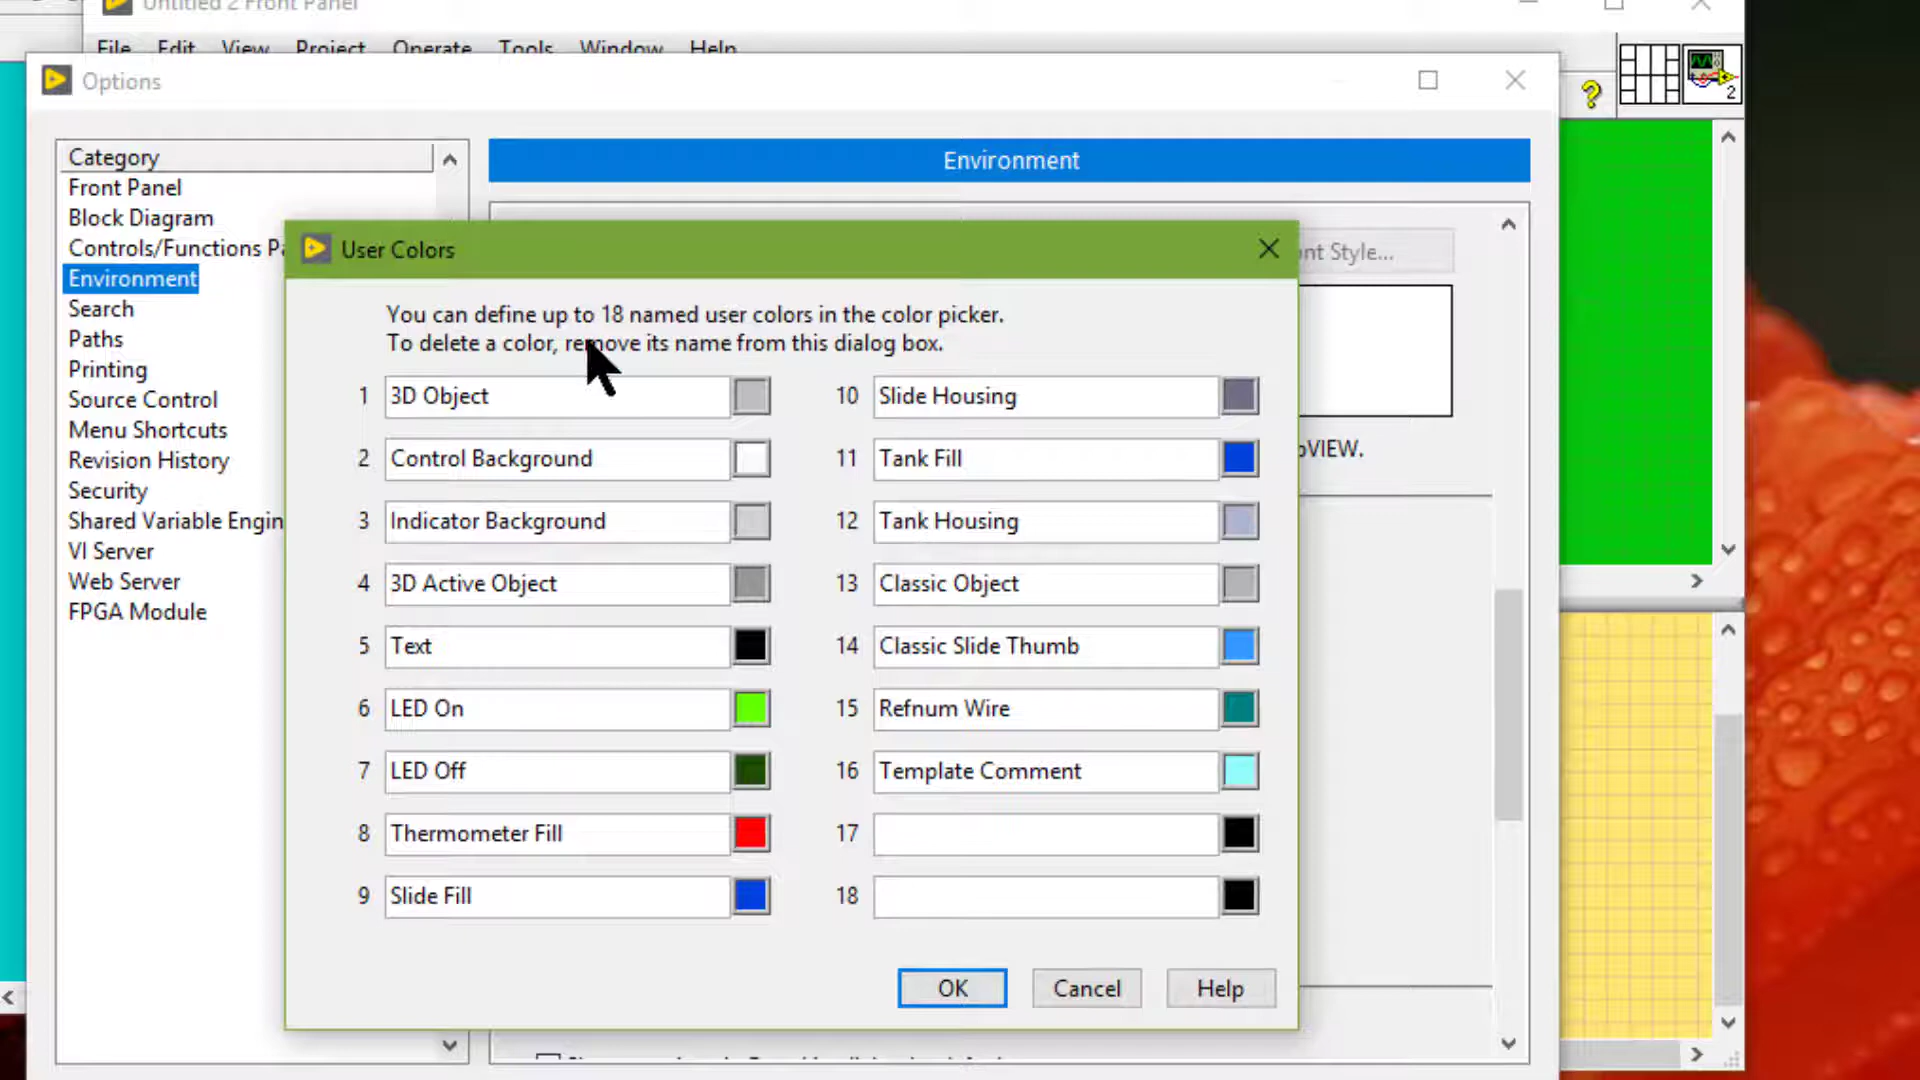 Untitled 2 Front Panel
File Edit View Project Operate Tools Window Help
2
Options
Category
Front Panel
Block Diagram
Controls/Functions Pa
Environment
Search
Paths
Printing
Source Control
Menu Shortcuts
Revision History
Security
Shared Variable Engin
VI Server
Web Server
FPGA Module
Environment
nt Style...
bVIEW.
User Colors
You can define up to 18 named user colors in the color picker.
To delete a color, remove its name from this dialog box.
1 3D Object
2 Control Background
3 Indicator Background
4 3D Active Object
5 Text
6 LED On
7 LED Off
8 Thermometer Fill
9 Slide Fill
10 Slide Housing
11 Tank Fill
12 Tank Housing
13 Classic Object
14 Classic Slide Thumb
15 Refnum Wire
16 Template Comment
17
18
OK Cancel Help